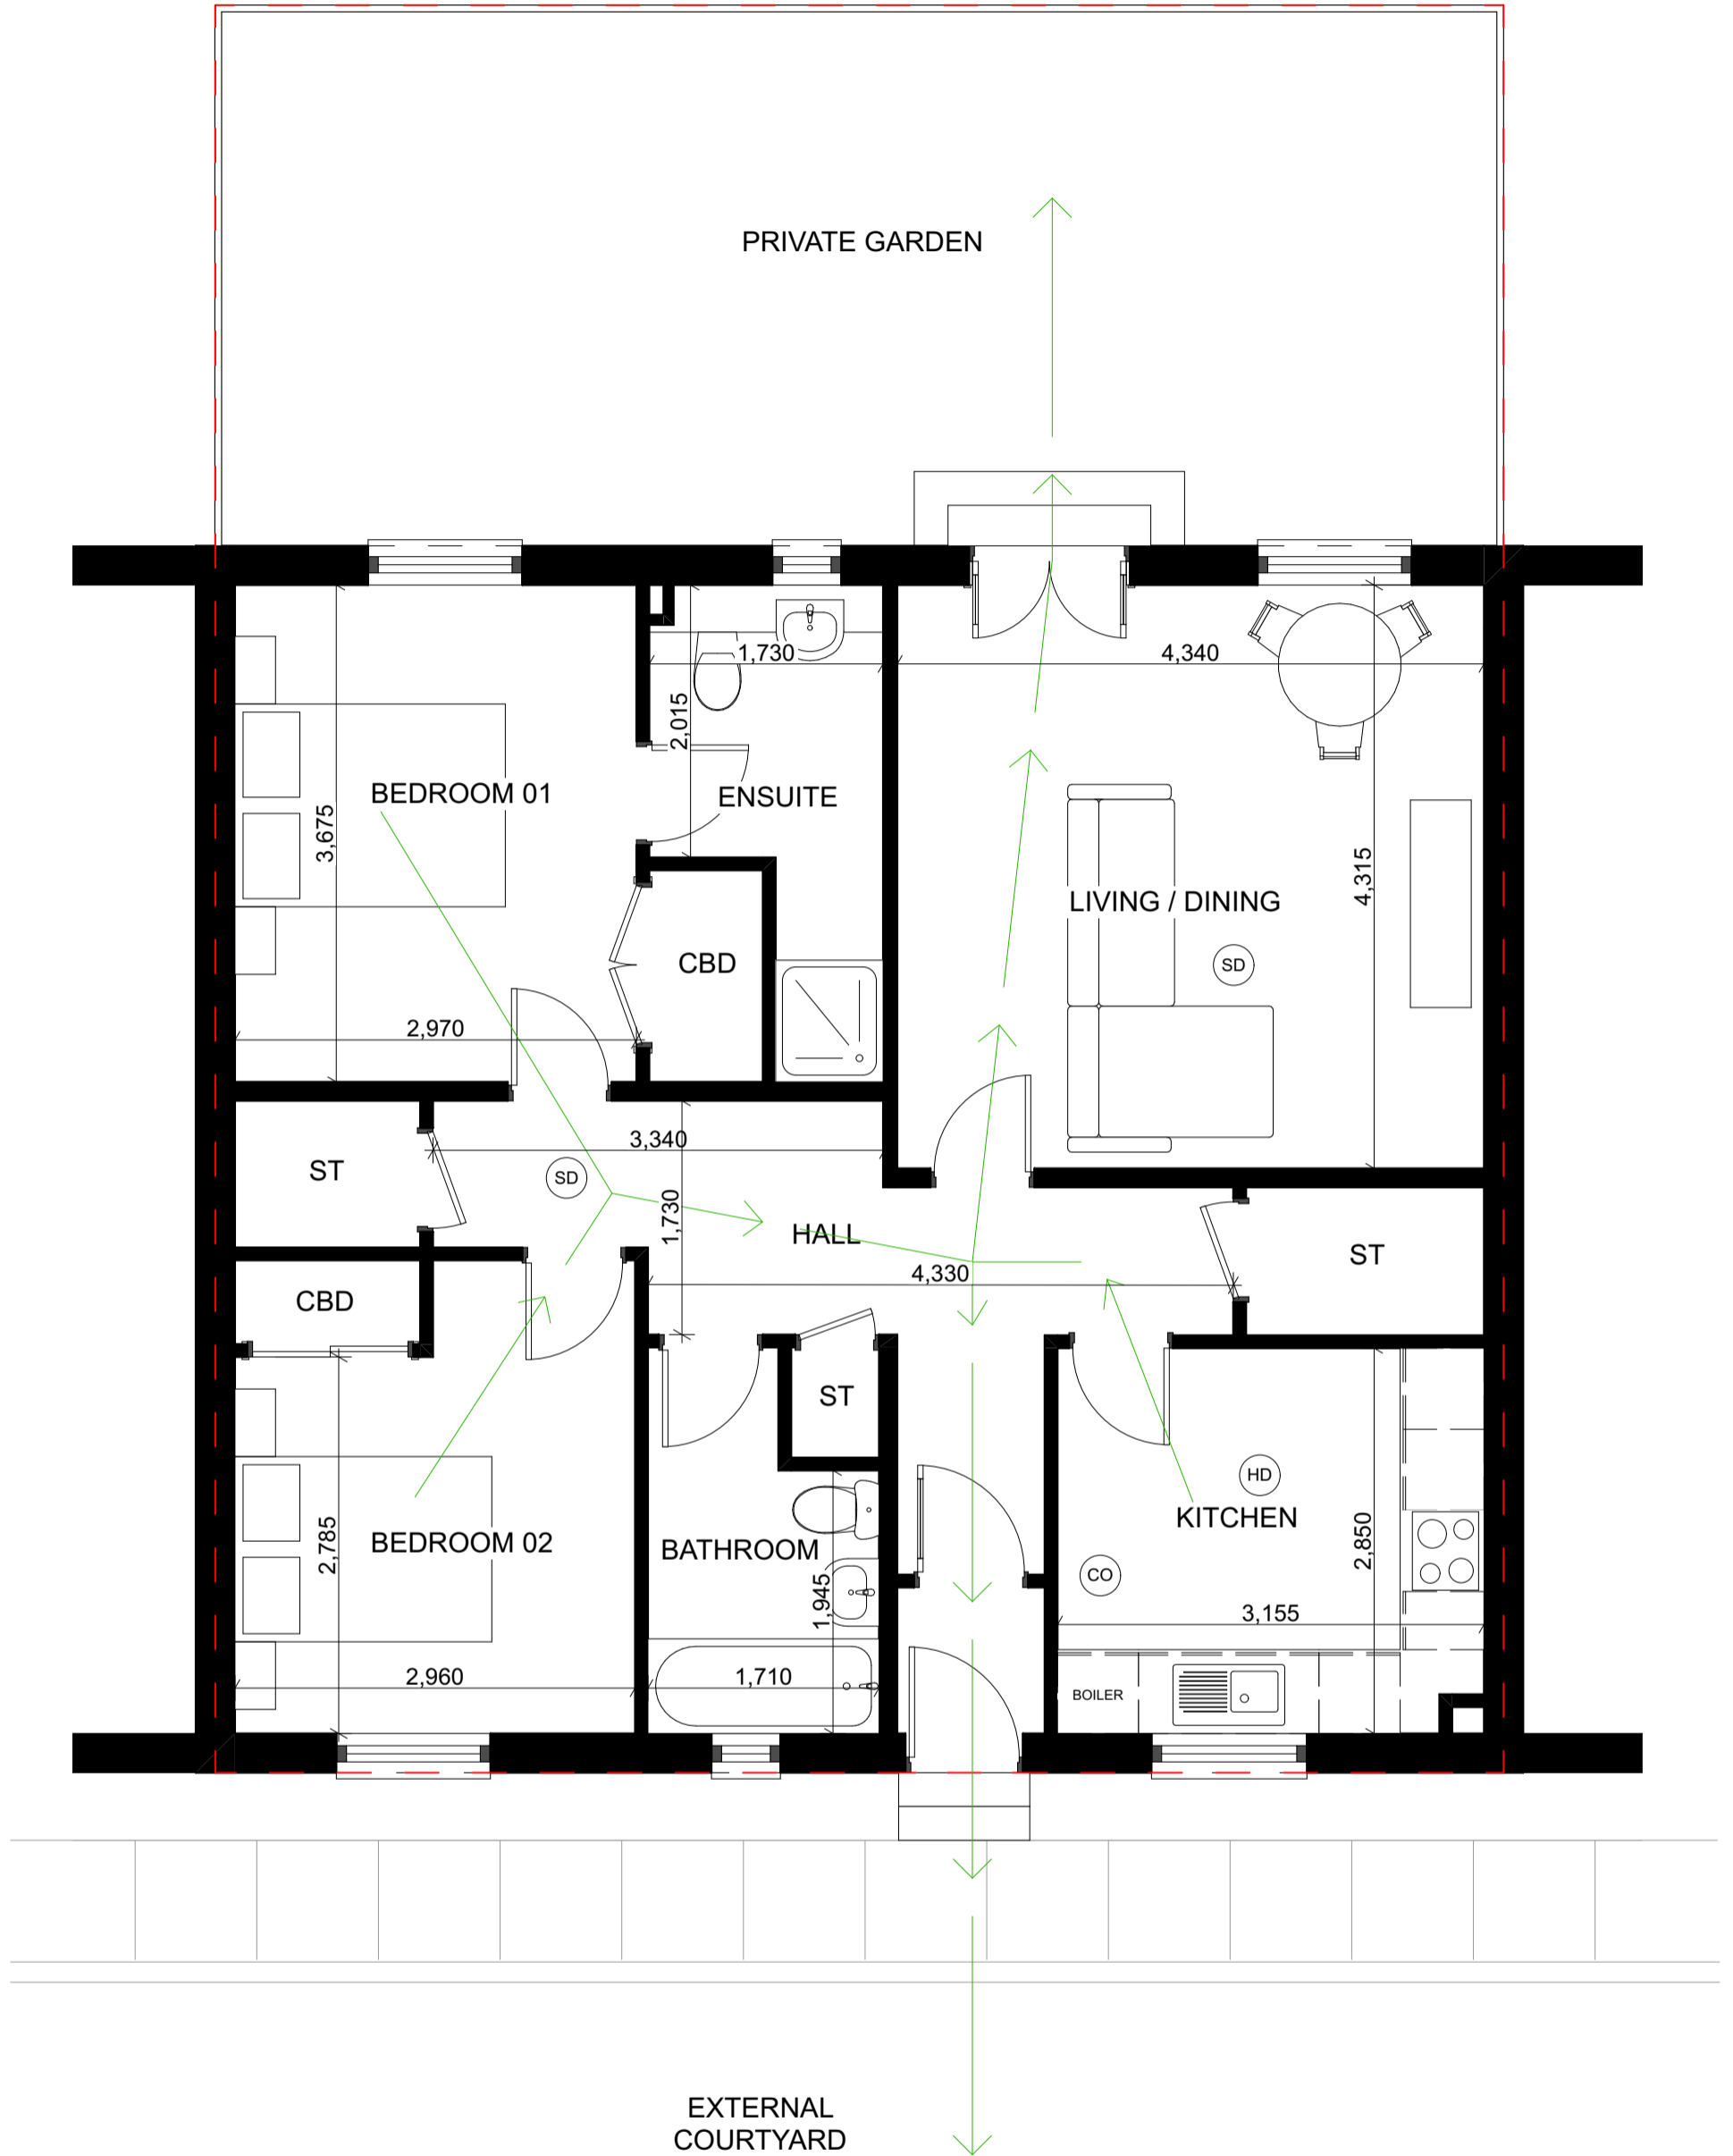 PRIVATE GARDEN
1,730
4,340
2,015
BEDROOM 01
ENSUITE
3,675
4,315
LIVING / DINING
CBD
SD
2,970
3,340
ST
SD
1,730
HALL
ST
4,330
CBD
ST
HD
KITCHEN
BEDROOM 02
BATHROOM
2,785
2,850
CO
1,945
3,155
2,960
1,710
BOILER
EXTERNAL
COURTYARD